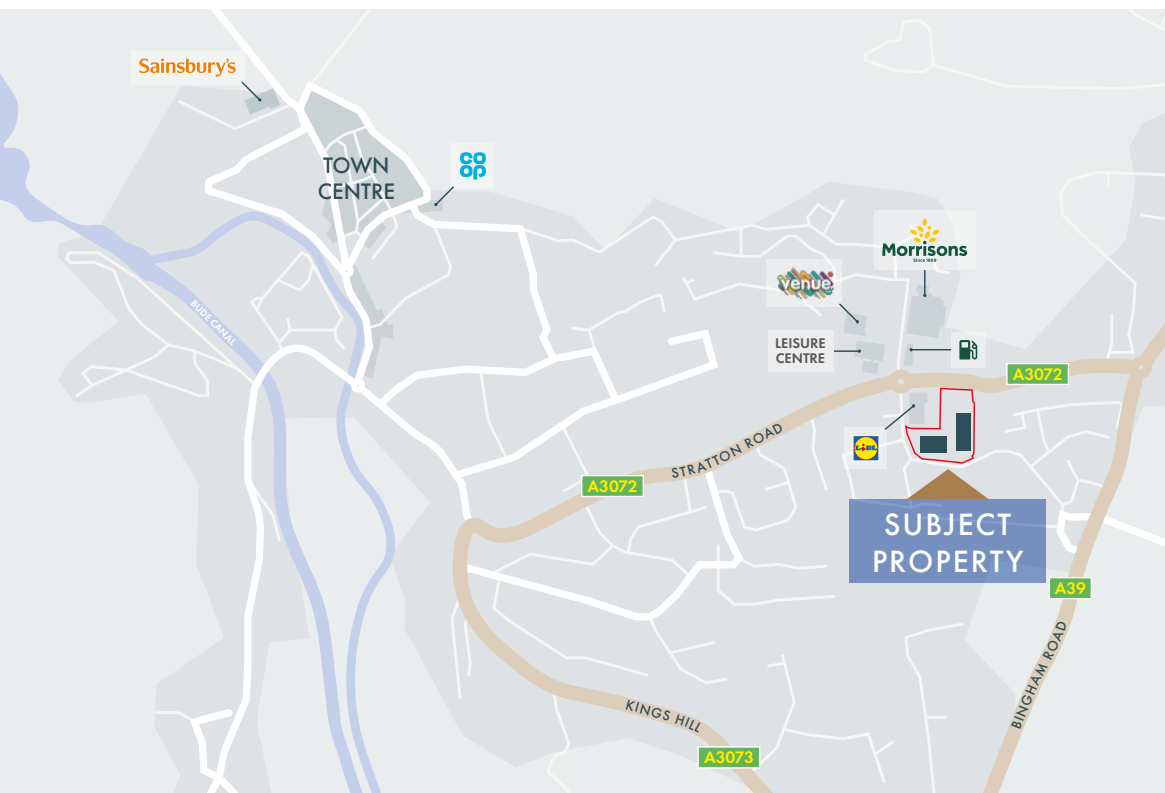 Sainsbury's
TOWN
CENTRE
co
op
Morrisons
Since 1899
venue
LEISURE
CENTRE
BUDE CANAL
A3072
LIDL
STRATTON ROAD
A3072
SUBJECT
PROPERTY
A39
BINGHAM ROAD
KINGS HILL
A3073